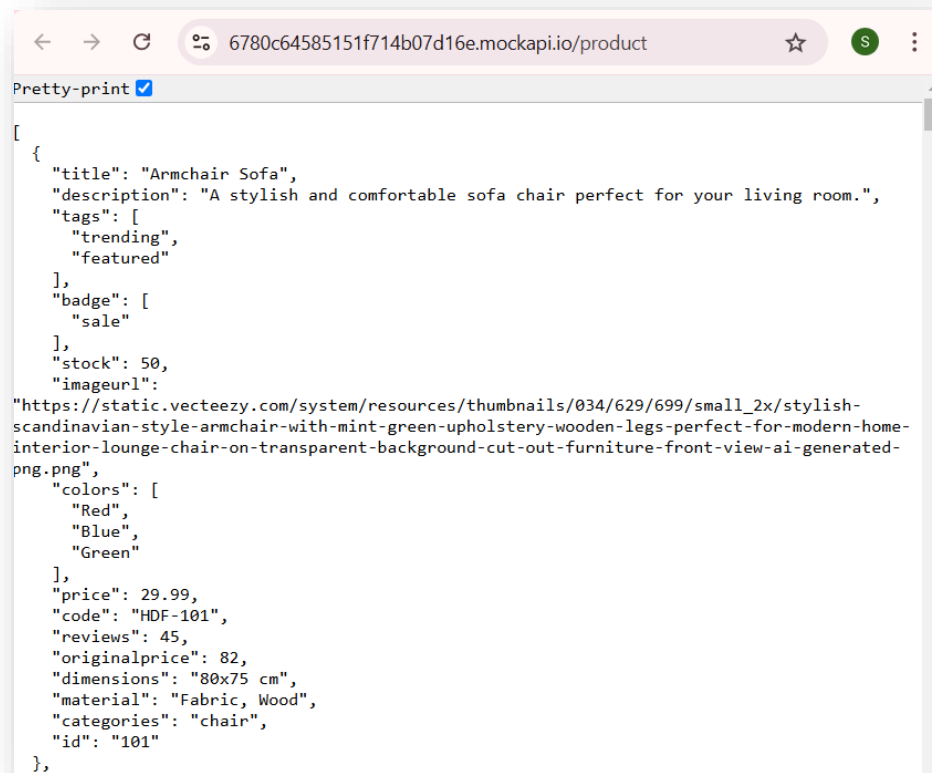 6780c64585151f714b07d16e.mockapi.io/product
S
Pretty-print
[
  {
    "title": "Armchair Sofa",
    "description": "A stylish and comfortable sofa chair perfect for your living room.",
    "tags": [
      "trending",
      "featured"
    ],
    "badge": [
      "sale"
    ],
    "stock": 50,
    "imageurl":
"https://static.vecteezy.com/system/resources/thumbnails/034/629/699/small_2x/stylish-
scandinavian-style-armchair-with-mint-green-upholstery-wooden-legs-perfect-for-modern-home-
interior-lounge-chair-on-transparent-background-cut-out-furniture-front-view-ai-generated-
png.png",
    "colors": [
      "Red",
      "Blue",
      "Green"
    ],
    "price": 29.99,
    "code": "HDF-101",
    "reviews": 45,
    "originalprice": 82,
    "dimensions": "80x75 cm",
    "material": "Fabric, Wood",
    "categories": "chair",
    "id": "101"
  },